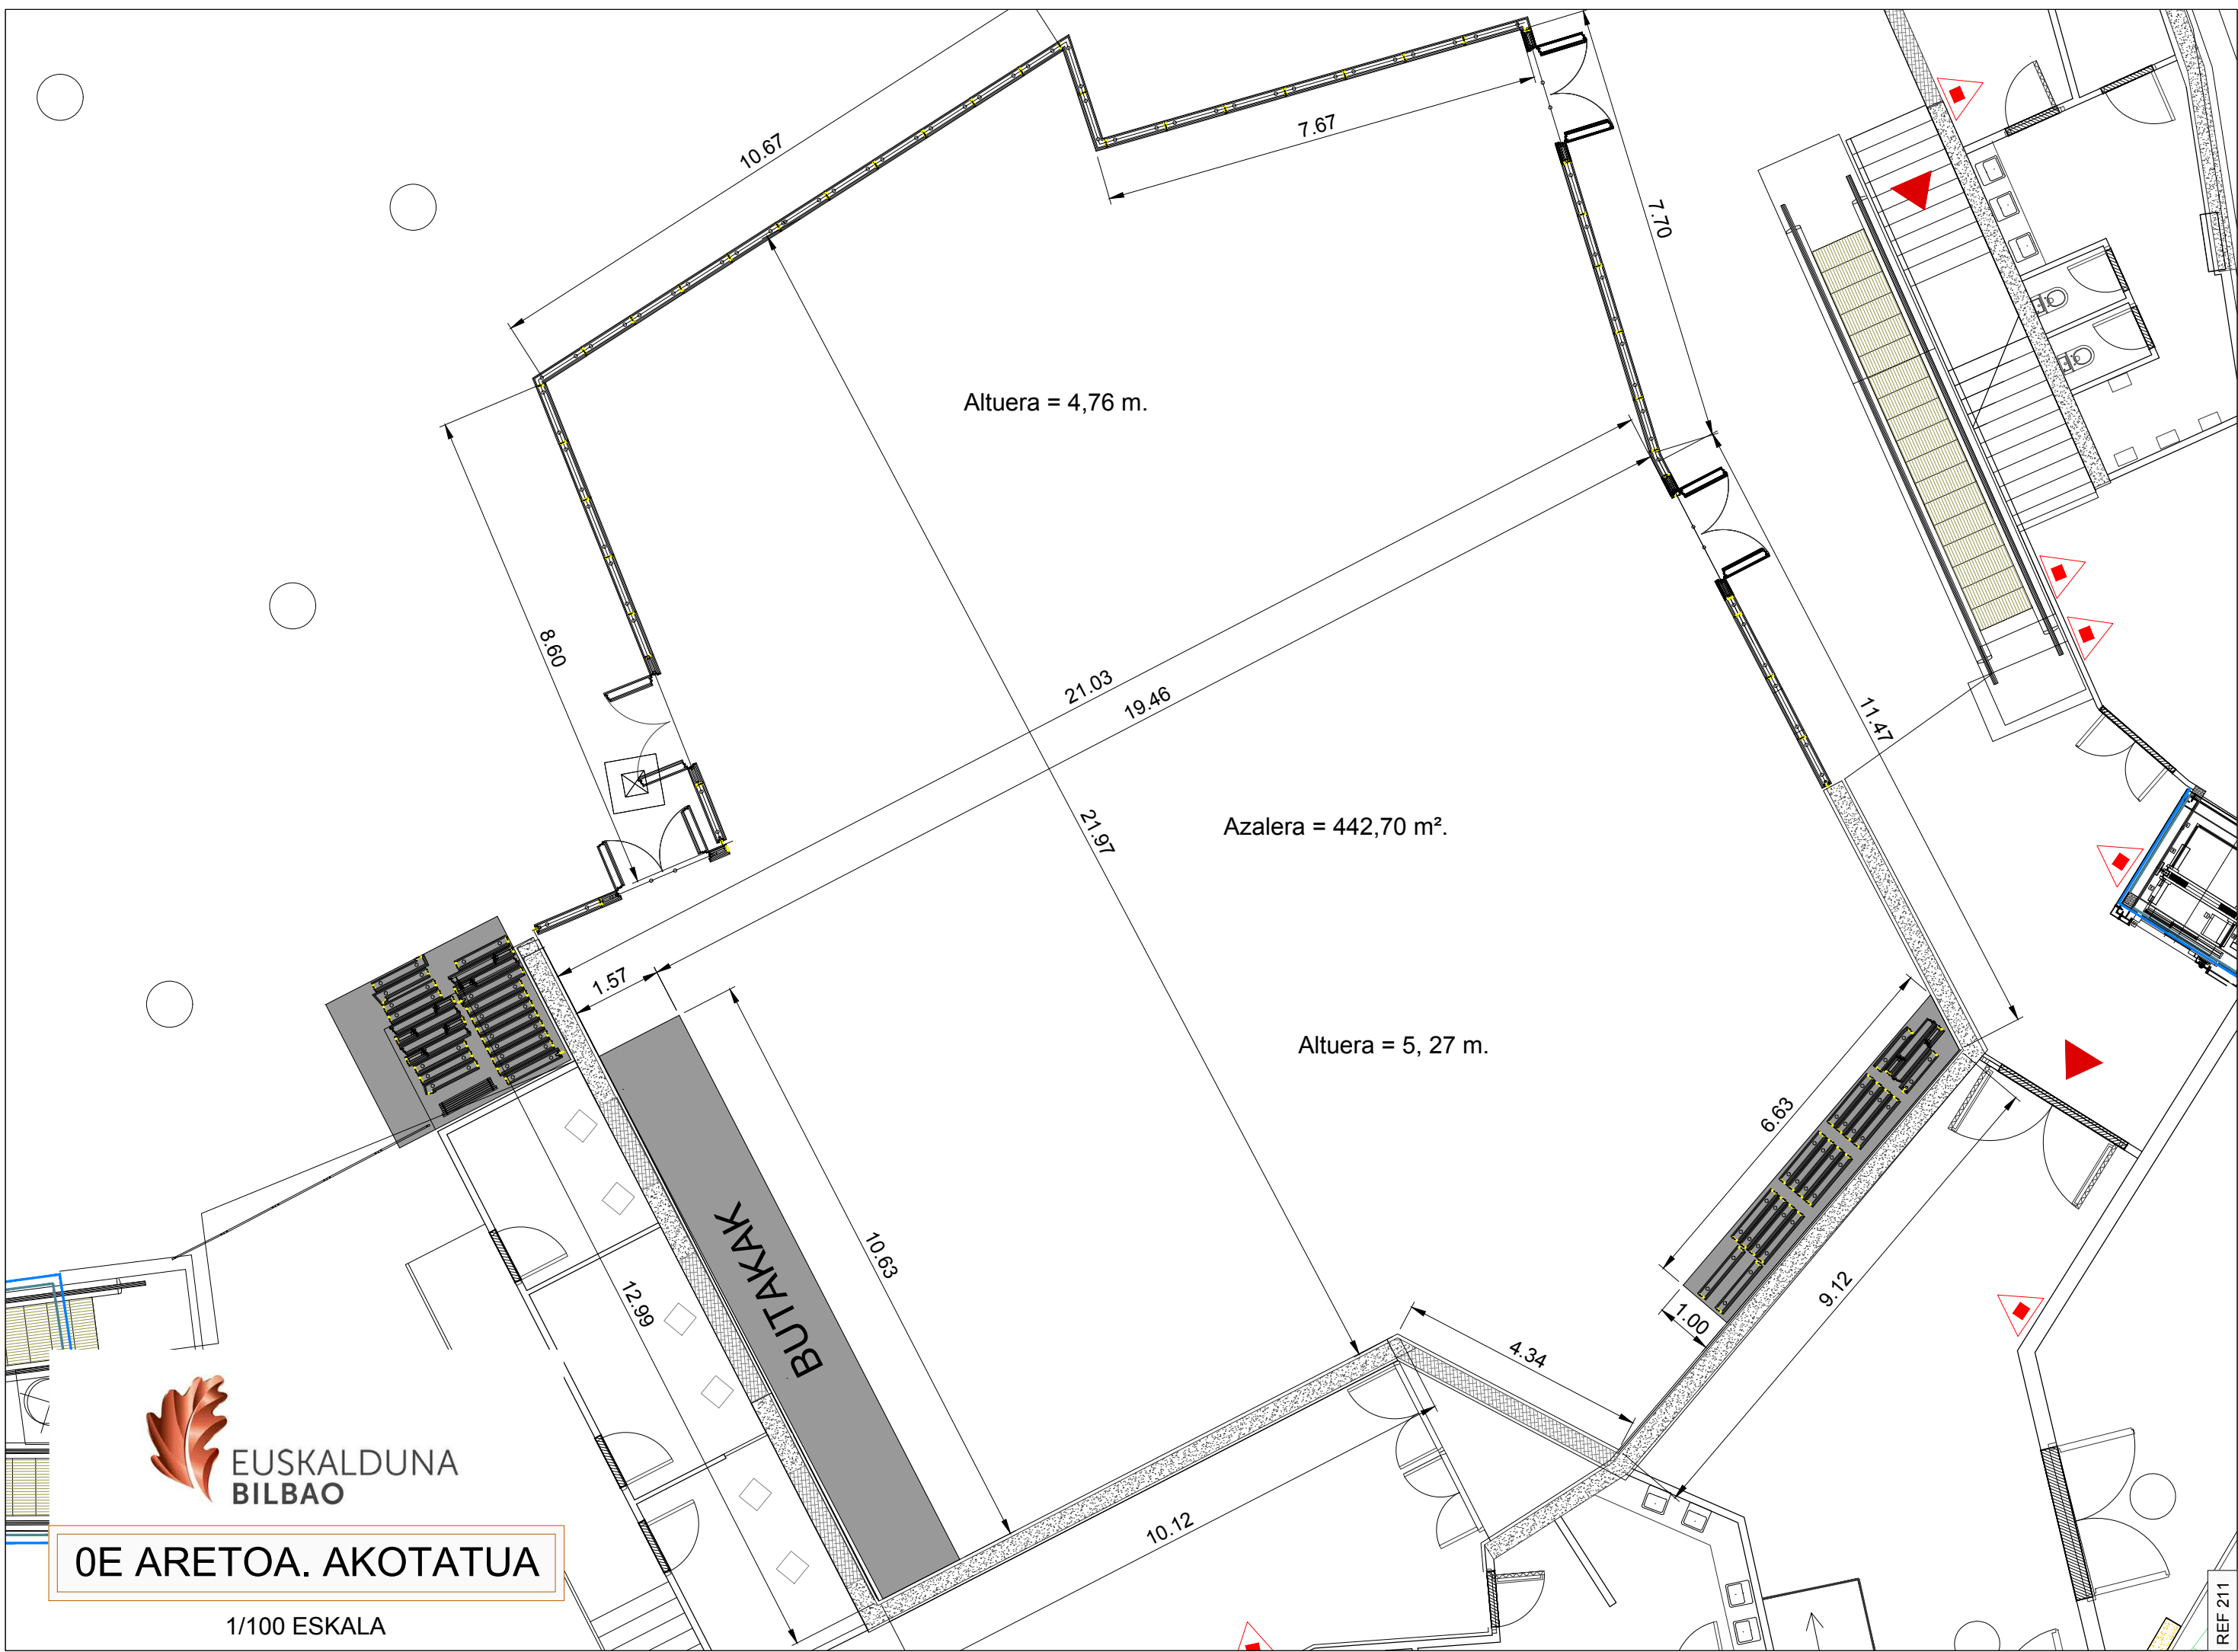 10.67
7.67
7.70
Altuera = 4,76 m.
8.60
21.03
19.46
11.47
21.97
Azalera = 442,70 m².
1.57
Altuera = 5, 27 m.
6.63
10.63
BUTAKAK
12.99
1.00
9.12
4.34
10.12
EUSKALDUNA
BILBAO
0E ARETOA. AKOTATUA
1/100 ESKALA
REF 211